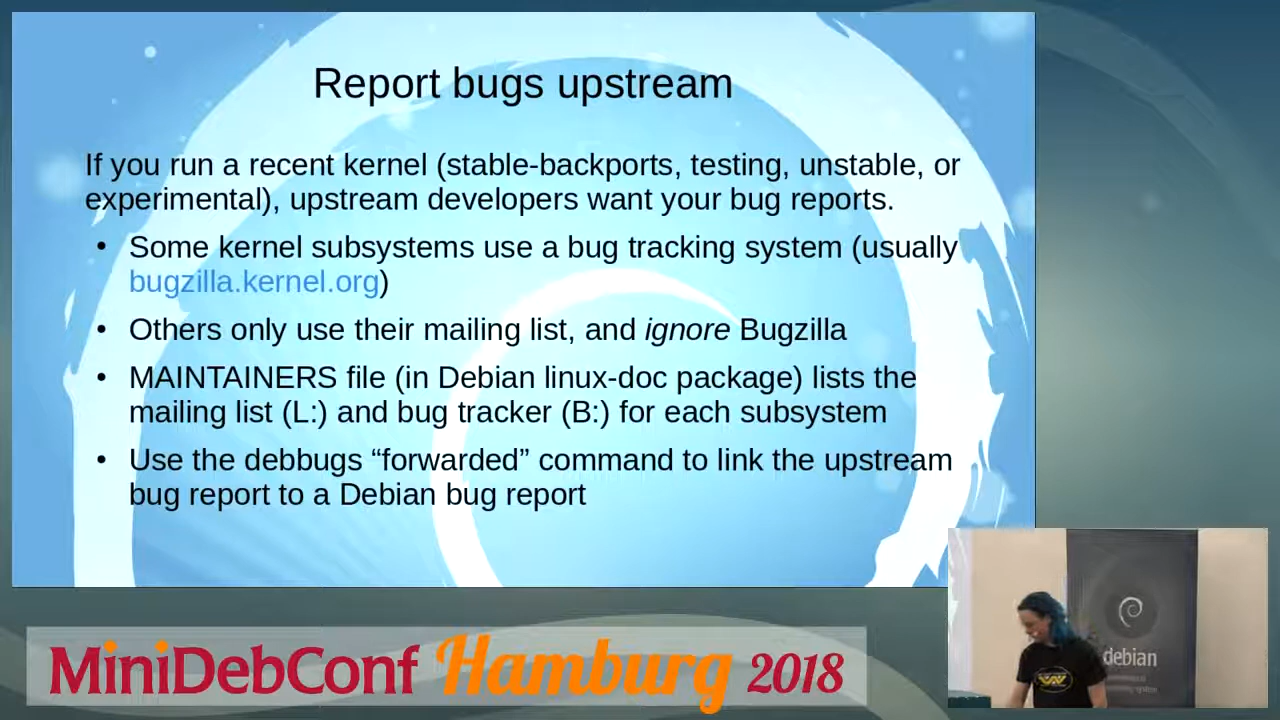 Report bugs upstream
If you run a recent kernel (stable-backports, testing, unstable, or
experimental), upstream developers want your bug reports.
• Some kernel subsystems use a bug tracking system (usually
bugzilla.kernel.org)
• Others only use their mailing list, and ignore Bugzilla
• MAINTAINERS file (in Debian linux-doc package) lists the
mailing list (L:) and bug tracker (B:) for each subsystem
• Use the debbugs “forwarded” command to link the upstream
bug report to a Debian bug report
debian
MiniDebConf Hamburg 2018